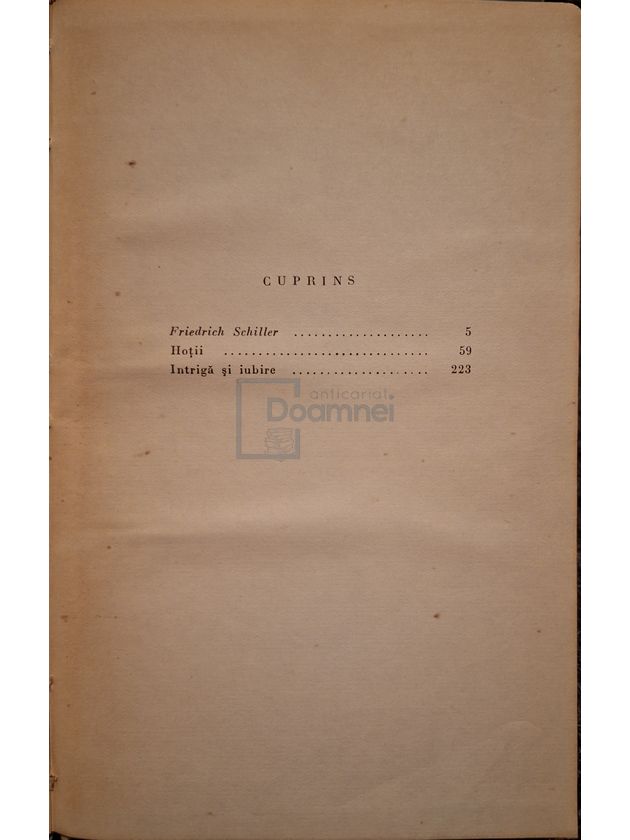 CUPRINS
Friedrich Schiller .................... 5
Hoții .............................. 59
Intrigă și iubire .................... 223
anticariat
Doamnei